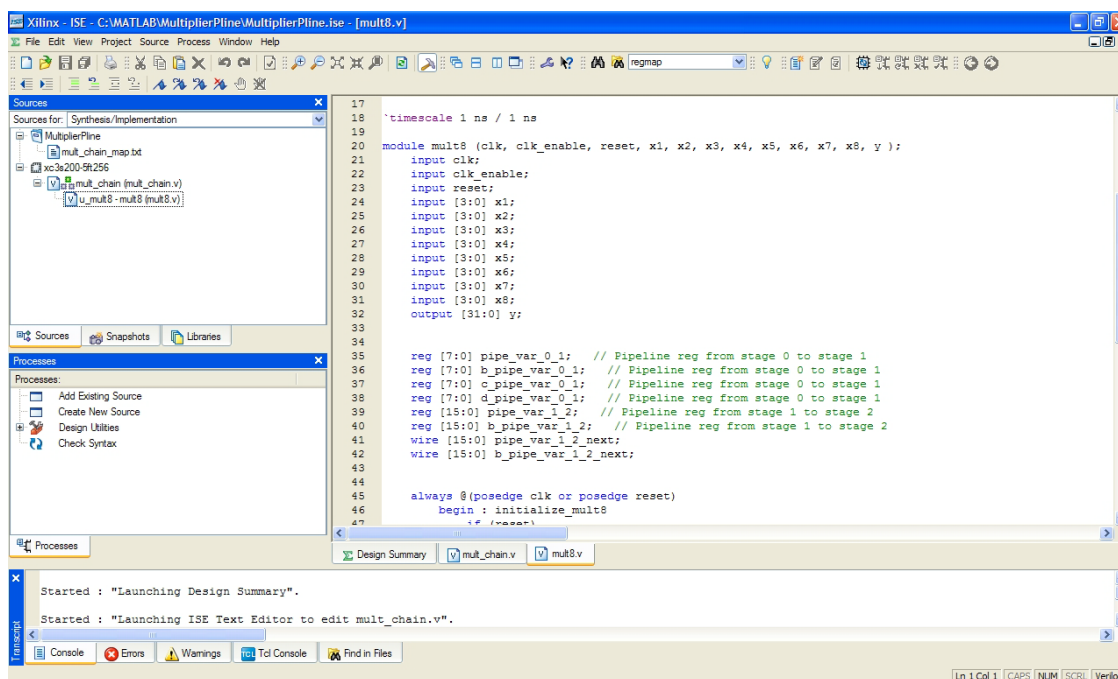 Xilinx - ISE - C:\MATLAB\MultiplierPline\MultiplierPline.ise - [mult8.v]
File Edit View Project Source Process Window Help
regmap
Sources
Sources for: Synthesis/Implementation
MultiplierPline
mult_chain_map.txt
xc3s200-5ft256
mult_chain (mult_chain.v)
u_mult8 - mult8 (mult8.v)
Sources Snapshots Libraries
Processes
Processes:
Add Existing Source
Create New Source
Design Utilities
Check Syntax
Processes
17
18 `timescale 1 ns / 1 ns
19
20 module mult8 (clk, clk_enable, reset, x1, x2, x3, x4, x5, x6, x7, x8, y );
21 input clk;
22 input clk_enable;
23 input reset;
24 input [3:0] x1;
25 input [3:0] x2;
26 input [3:0] x3;
27 input [3:0] x4;
28 input [3:0] x5;
29 input [3:0] x6;
30 input [3:0] x7;
31 input [3:0] x8;
32 output [31:0] y;
33
34
35 reg [7:0] pipe_var_0_1; // Pipeline reg from stage 0 to stage 1
36 reg [7:0] b_pipe_var_0_1; // Pipeline reg from stage 0 to stage 1
37 reg [7:0] c_pipe_var_0_1; // Pipeline reg from stage 0 to stage 1
38 reg [7:0] d_pipe_var_0_1; // Pipeline reg from stage 0 to stage 1
39 reg [15:0] pipe_var_1_2; // Pipeline reg from stage 1 to stage 2
40 reg [15:0] b_pipe_var_1_2; // Pipeline reg from stage 1 to stage 2
41 wire [15:0] pipe_var_1_2_next;
42 wire [15:0] b_pipe_var_1_2_next;
43
44
45 always @(posedge clk or posedge reset)
46 begin : initialize_mult8
47 if (reset)
Design Summary mult_chain.v mult8.v
Transcript
Started : "Launching Design Summary".
Started : "Launching ISE Text Editor to edit mult_chain.v".
Console Errors Warnings TCL Tcl Console Find in Files
Ln 1 Col 1 CAPS NUM SCRL Verilo